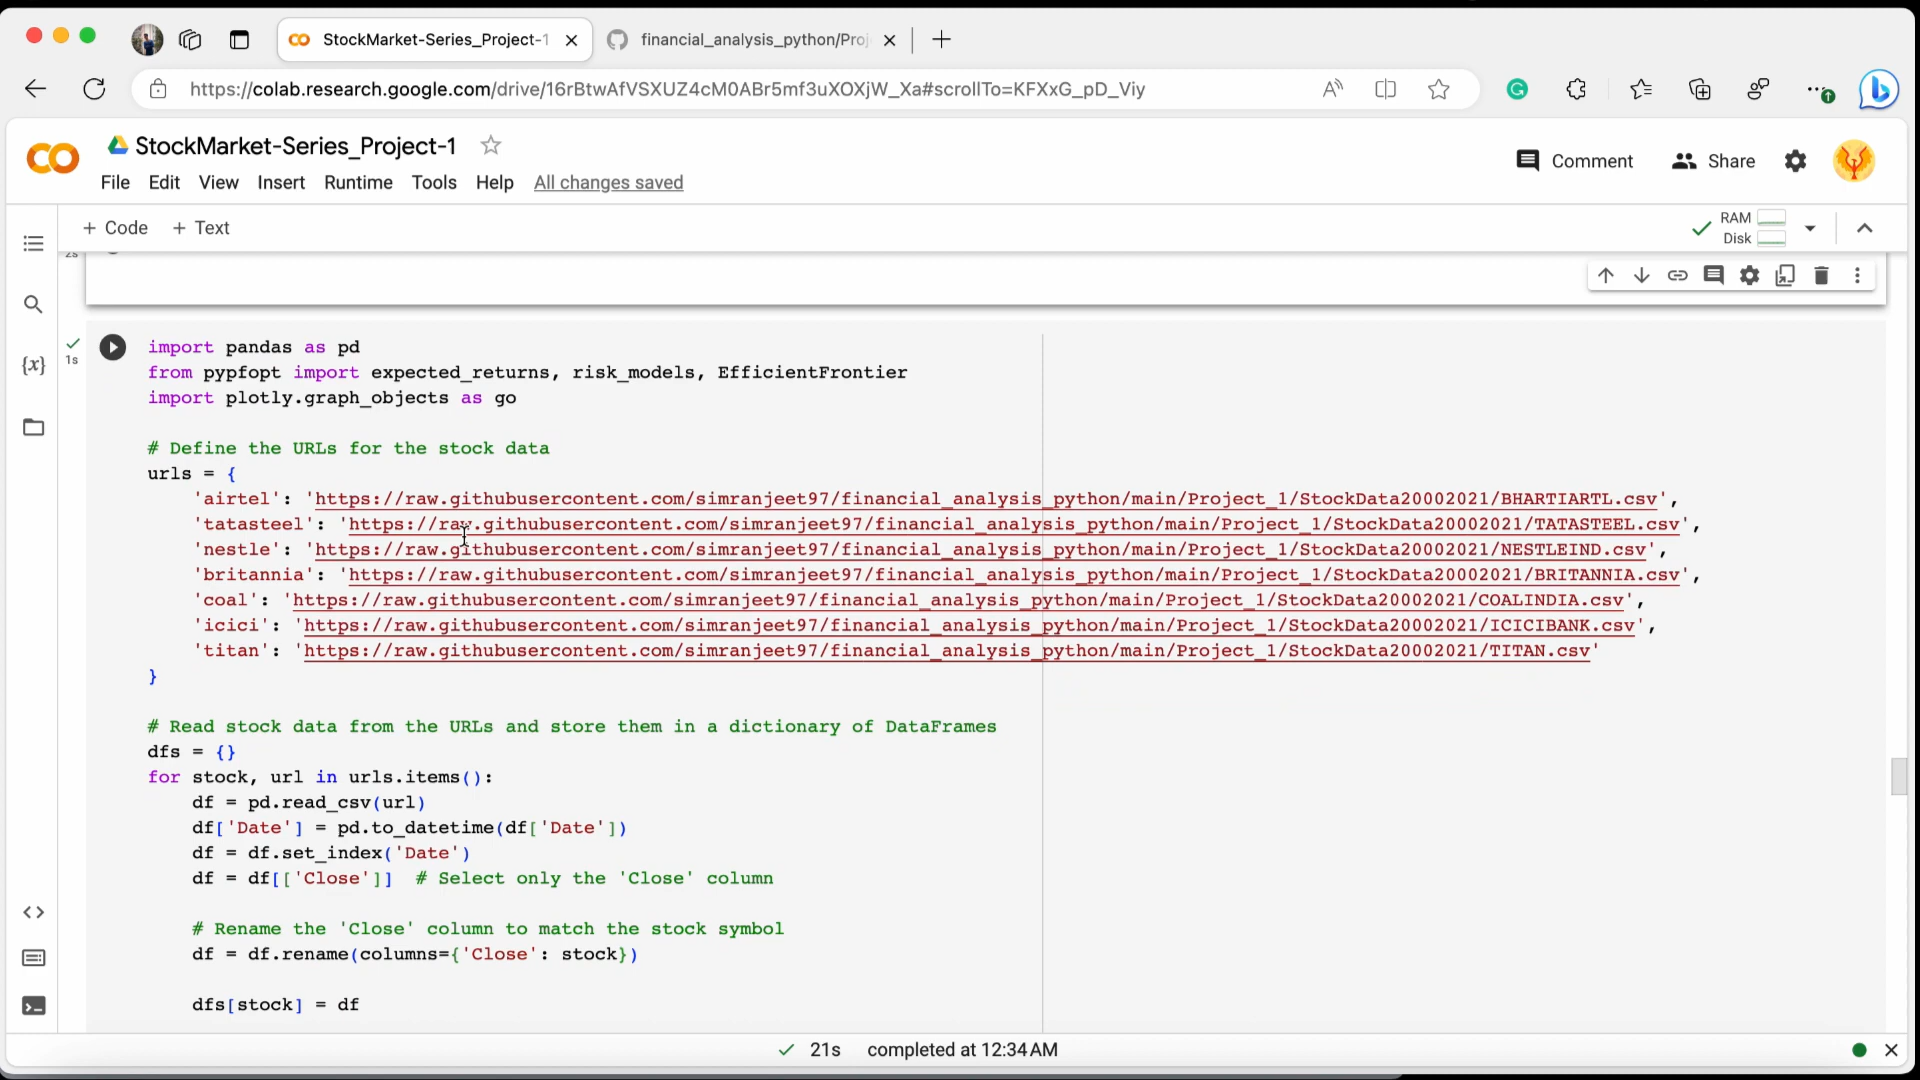 StockMarket-Series_Project-1
financial_analysis_python/Proj
https://colab.research.google.com/drive/16rBtwAfVSXUZ4cM0ABr5mf3uXOXjW_Xa#scrollTo=KFXxG_pD_Viy
StockMarket-Series_Project-1
Comment
Share
File Edit View Insert Runtime Tools Help All changes saved
+ Code + Text
RAM
Disk
2s
1s
{x}
import pandas as pd
from pypfopt import expected_returns, risk_models, EfficientFrontier
import plotly.graph_objects as go
# Define the URLs for the stock data
urls = {
'airtel': 'https://raw.githubusercontent.com/simranjeet97/financial_analysis_python/main/Project_1/StockData20002021/BHARTIARTL.csv',
'tatasteel': 'https://raw.githubusercontent.com/simranjeet97/financial_analysis_python/main/Project_1/StockData20002021/TATASTEEL.csv',
'nestle': 'https://raw.githubusercontent.com/simranjeet97/financial_analysis_python/main/Project_1/StockData20002021/NESTLEIND.csv',
'britannia': 'https://raw.githubusercontent.com/simranjeet97/financial_analysis_python/main/Project_1/StockData20002021/BRITANNIA.csv',
'coal': 'https://raw.githubusercontent.com/simranjeet97/financial_analysis_python/main/Project_1/StockData20002021/COALINDIA.csv',
'icici': 'https://raw.githubusercontent.com/simranjeet97/financial_analysis_python/main/Project_1/StockData20002021/ICICIBANK.csv',
'titan': 'https://raw.githubusercontent.com/simranjeet97/financial_analysis_python/main/Project_1/StockData20002021/TITAN.csv'
}
# Read stock data from the URLs and store them in a dictionary of DataFrames
dfs = {}
for stock, url in urls.items():
df = pd.read_csv(url)
df['Date'] = pd.to_datetime(df['Date'])
df = df.set_index('Date')
df = df[['Close']] # Select only the 'Close' column
# Rename the 'Close' column to match the stock symbol
df = df.rename(columns={'Close': stock})
dfs[stock] = df
21s completed at 12:34 AM